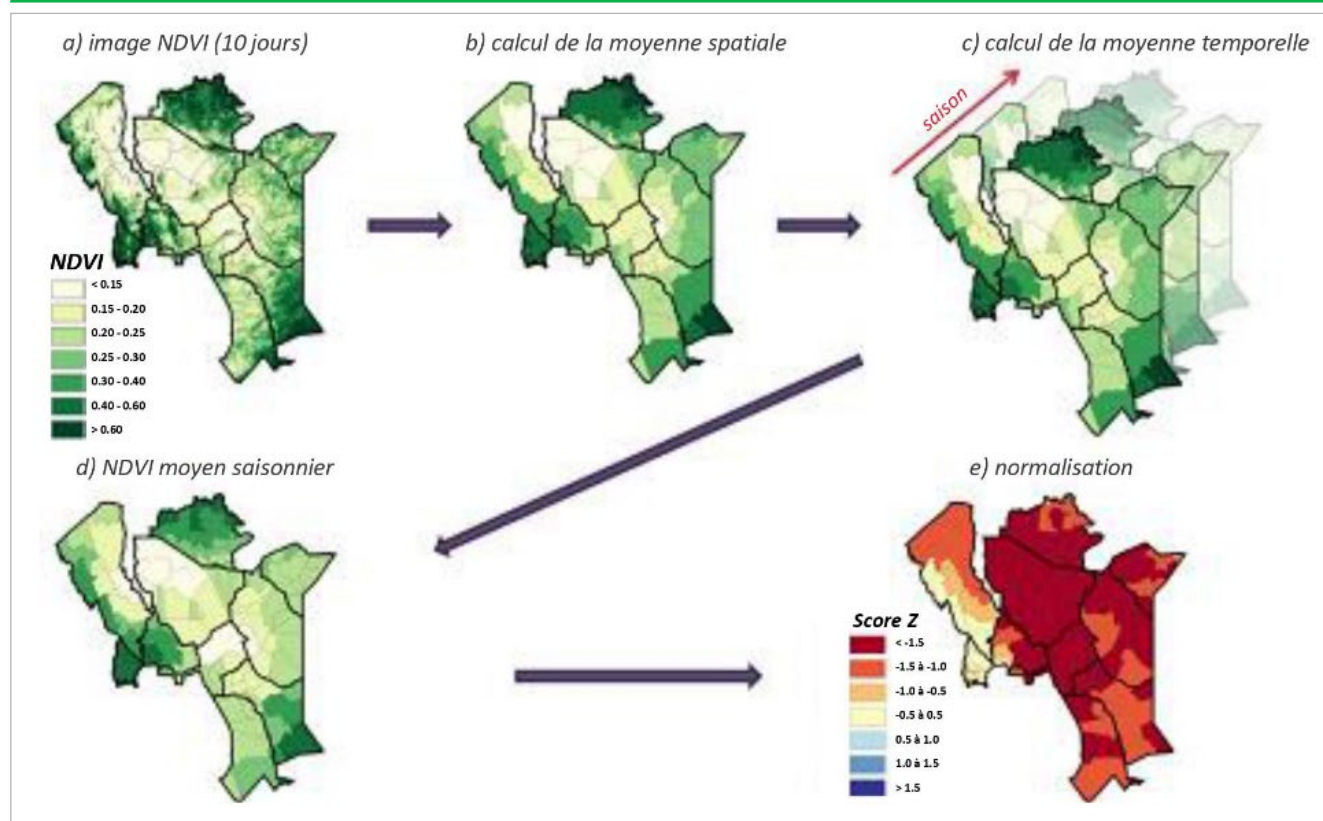 a) image NDVI (10 jours)
b) calcul de la moyenne spatiale
c) calcul de la moyenne temporelle
saison
NDVI
< 0.15
0.15 - 0.20
0.20 - 0.25
0.25 - 0.30
0.30 - 0.40
0.40 - 0.60
> 0.60
d) NDVI moyen saisonnier
e) normalisation
Score Z
< -1.5
-1.5 à -1.0
-1.0 à -0.5
-0.5 à 0.5
0.5 à 1.0
1.0 à 1.5
> 1.5